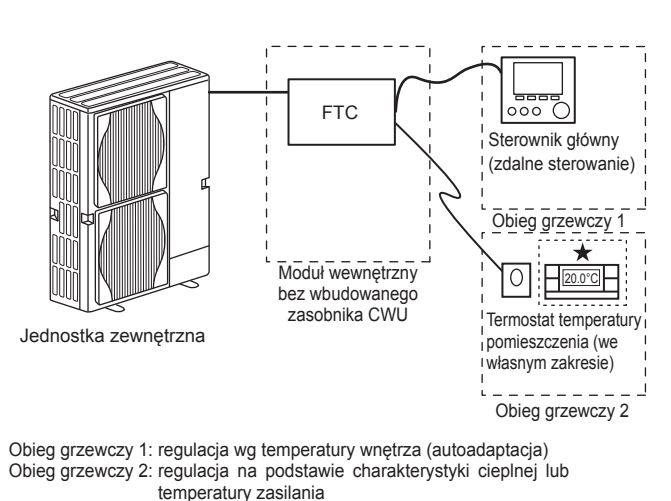 FTC
Sterownik główny
(zdalne sterowanie)
Obieg grzewczy 1
Moduł wewnętrzny
bez wbudowanego
zasobnika CWU
Jednostka zewnętrzna
20.0°C
Termostat temperatury
pomieszczenia (we
własnym zakresie)
Obieg grzewczy 2
Obieg grzewczy 1: regulacja wg temperatury wnętrza (autoadaptacja)
Obieg grzewczy 2: regulacja na podstawie charakterystyki cieplnej lub
temperatury zasilania